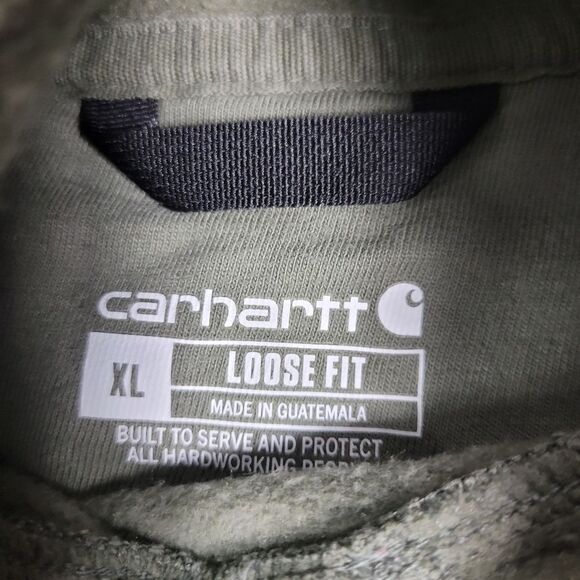 carhartt
XL
LOOSE FIT
MADE IN GUATEMALA
BUILT TO SERVE AND PROTECT
ALL HARDWORKING